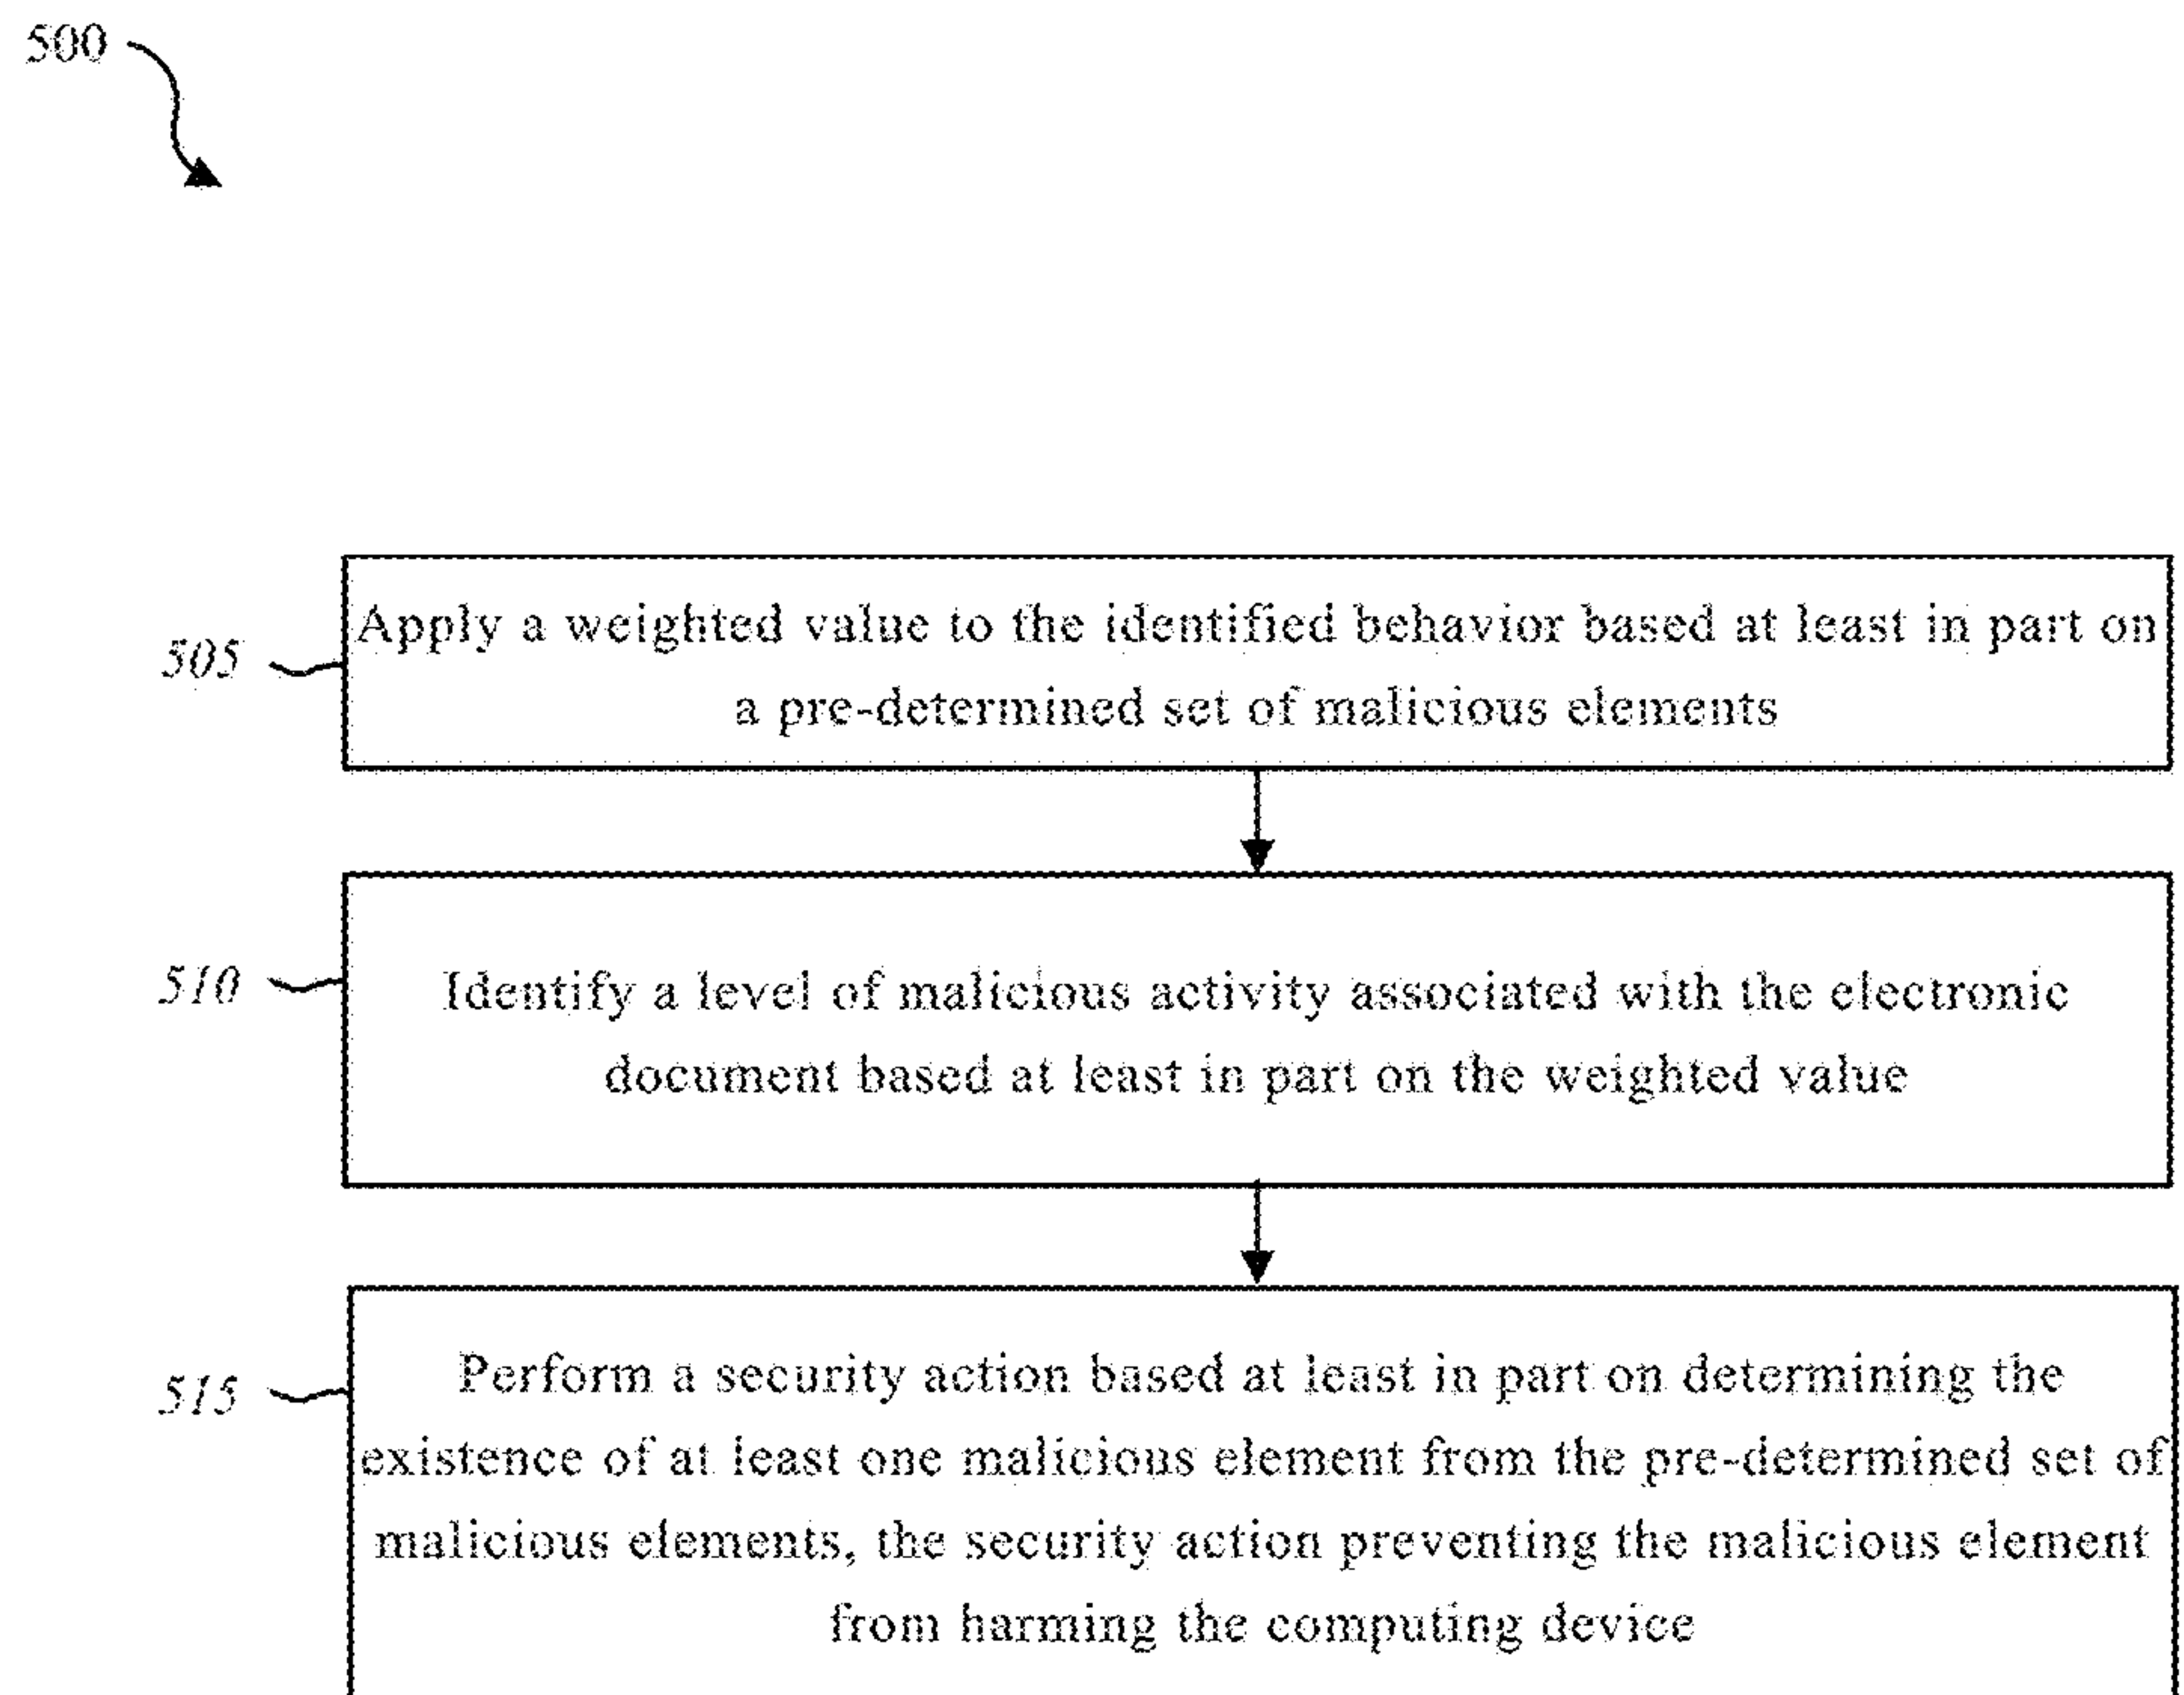 500
505
Apply a weighted value to the identified behavior based at least in part on
a pre-determined set of malicious elements
510
Identify a level of malicious activity associated with the electronic
document based at least in part on the weighted value
515
Perform a security action based at least in part on determining the
existence of at least one malicious element from the pre-determined set of
malicious elements, the security action preventing the malicious element
from harming the computing device